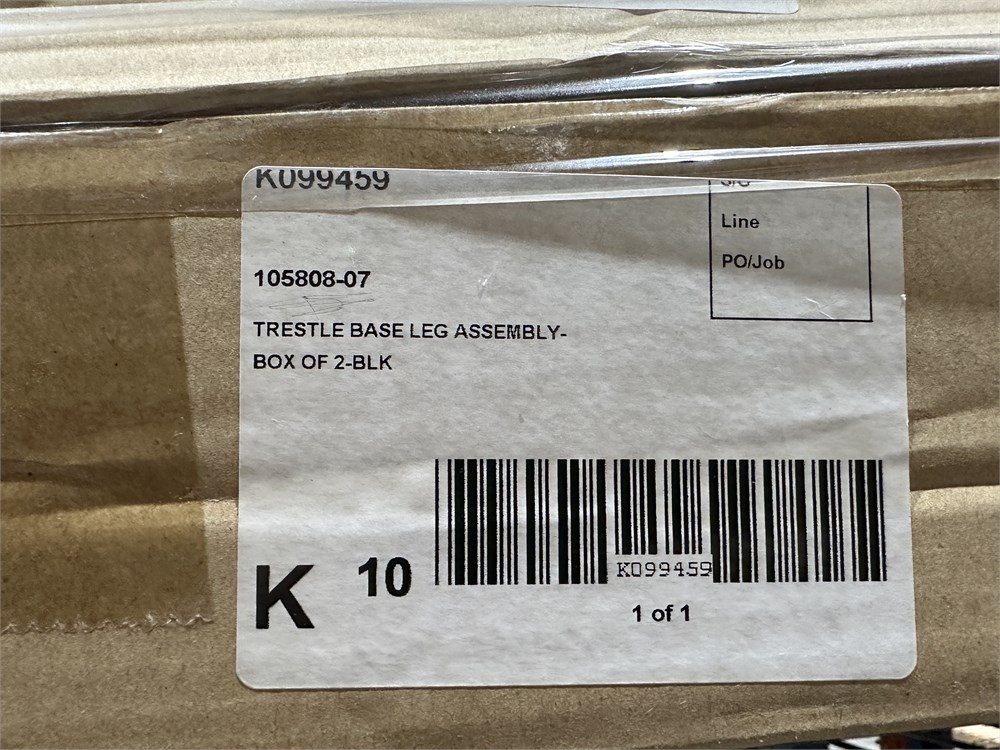 K099459
Line
105808-07
PO/Job
TRESTLE BASE LEG ASSEMBLY-
BOX OF 2-BLK
K 10
K099459
1 of 1